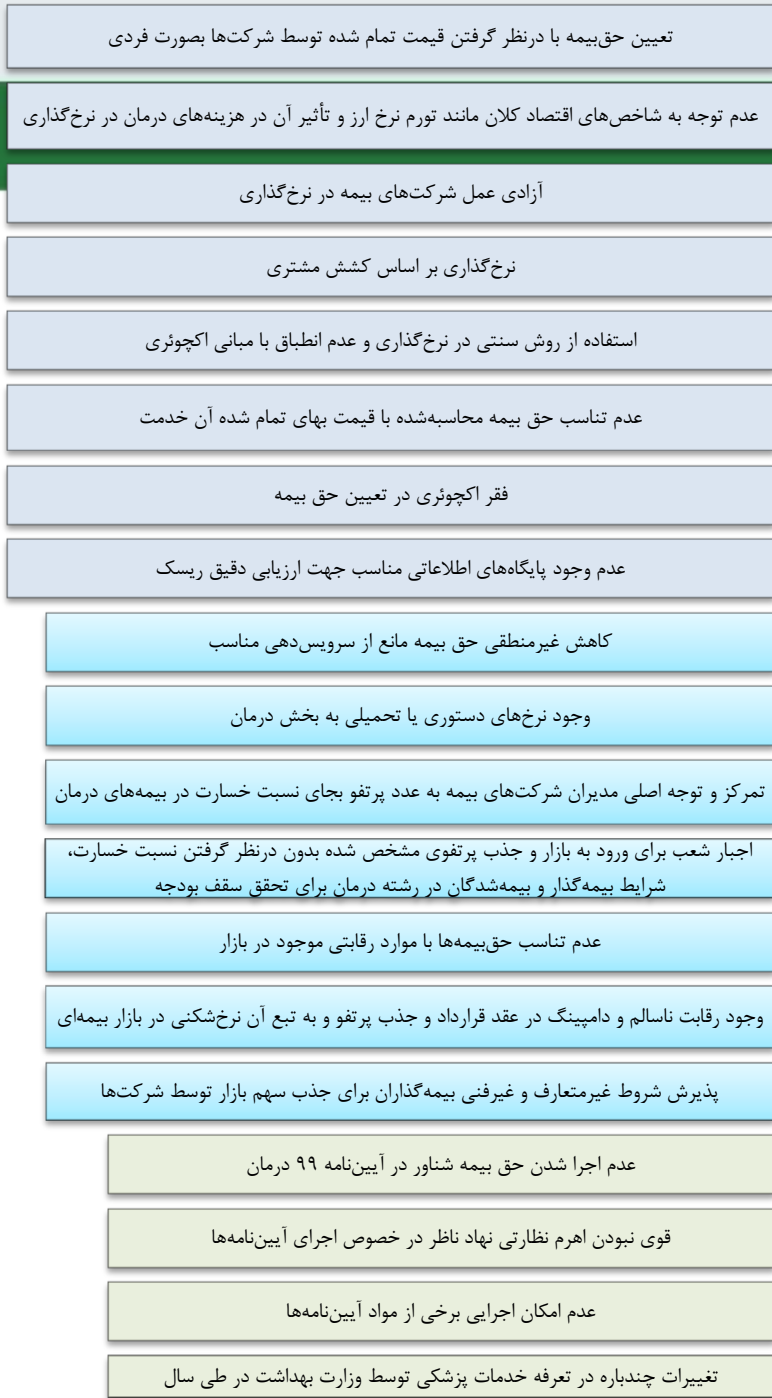 تعیین حق‌بیمه با درنظر گرفتن قیمت تمام شده توسط شرکت‌ها بصورت فردی
عدم توجه به شاخص‌های اقتصاد کلان مانند تورم نرخ ارز و تأثیر آن در هزینه‌های درمان در نرخ‌گذاری
آزادی عمل شرکت‌های بیمه در نرخ‌گذاری
نرخ‌گذاری بر اساس کشش مشتری
استفاده از روش سنتی در نرخ‌گذاری و عدم انطباق با مبانی اکچوئری
عدم تناسب حق بیمه محاسبه‌شده با قیمت بهای تمام شده آن خدمت
فقر اکچوئری در تعیین حق بیمه
عدم وجود پایگاه‌های اطلاعاتی مناسب جهت ارزیابی دقیق ریسک
کاهش غیرمنطقی حق بیمه مانع از سرویس‌دهی مناسب
وجود نرخ‌های دستوری یا تحمیلی به بخش درمان
تمرکز و توجه اصلی مدیران شرکت‌های بیمه به عدد پرتفو بجای نسبت خسارت در بیمه‌های درمان
اجبار شعب برای ورود به بازار و جذب پرتفوی مشخص شده بدون درنظر گرفتن نسبت خسارت،
شرایط بیمه‌گذار و بیمه‌شدگان در رشته درمان برای تحقق سقف بودجه
عدم تناسب حق‌بیمه‌ها با موارد رقابتی موجود در بازار
وجود رقابت ناسالم و دامپینگ در عقد قرارداد و جذب پرتفو و به تبع آن نرخ‌شکنی در بازار بیمه‌ای
پذیرش شروط غیرمتعارف و غیرفنی بیمه‌گذاران برای جذب سهم بازار توسط شرکت‌ها
عدم اجرا شدن حق بیمه شناور در آیین‌نامه ۹۹ درمان
قوی نبودن اهرم نظارتی نهاد ناظر در خصوص اجرای آیین‌نامه‌ها
عدم امکان اجرایی برخی از مواد آیین‌نامه‌ها
تغییرات چندباره در تعرفه خدمات پزشکی توسط وزارت بهداشت در طی سال